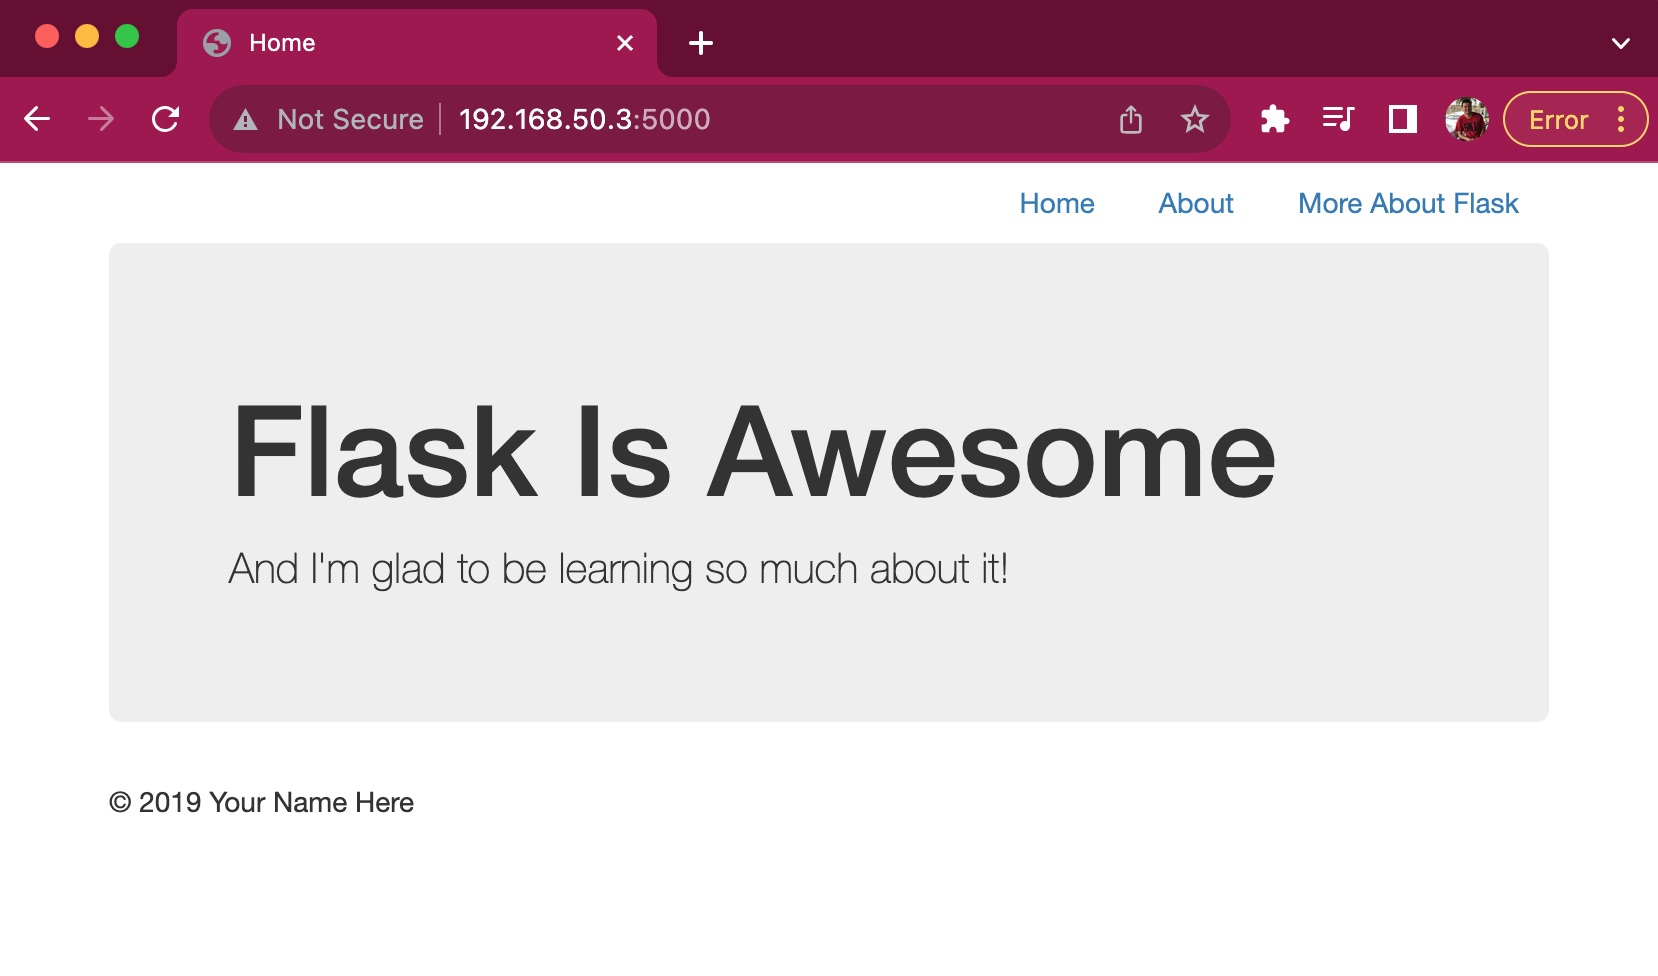 Home
Not Secure 192.168.50.3:5000
Error
Home About More About Flask
Flask Is Awesome
And I'm glad to be learning so much about it!
© 2019 Your Name Here